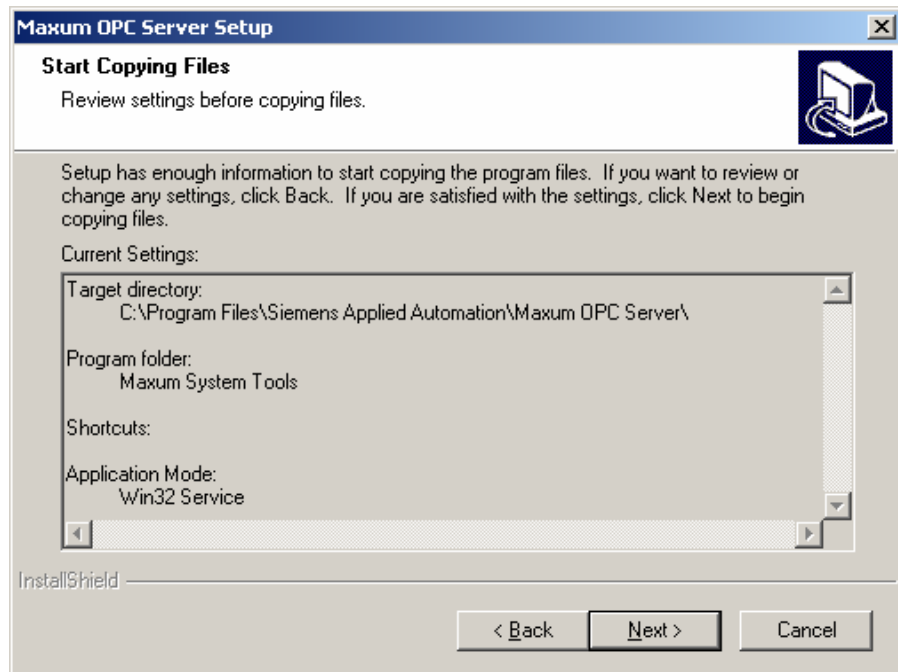 Maxum OPC Server Setup
Start Copying Files
Review settings before copying files.
Setup has enough information to start copying the program files.  If you want to review or
change any settings, click Back.  If you are satisfied with the settings, click Next to begin
copying files.
Current Settings:
Target directory:
C:\Program Files\Siemens Applied Automation\Maxum OPC Server\
Program folder:
Maxum System Tools
Shortcuts:
Application Mode:
Win32 Service
InstallShield
< Back
Next >
Cancel